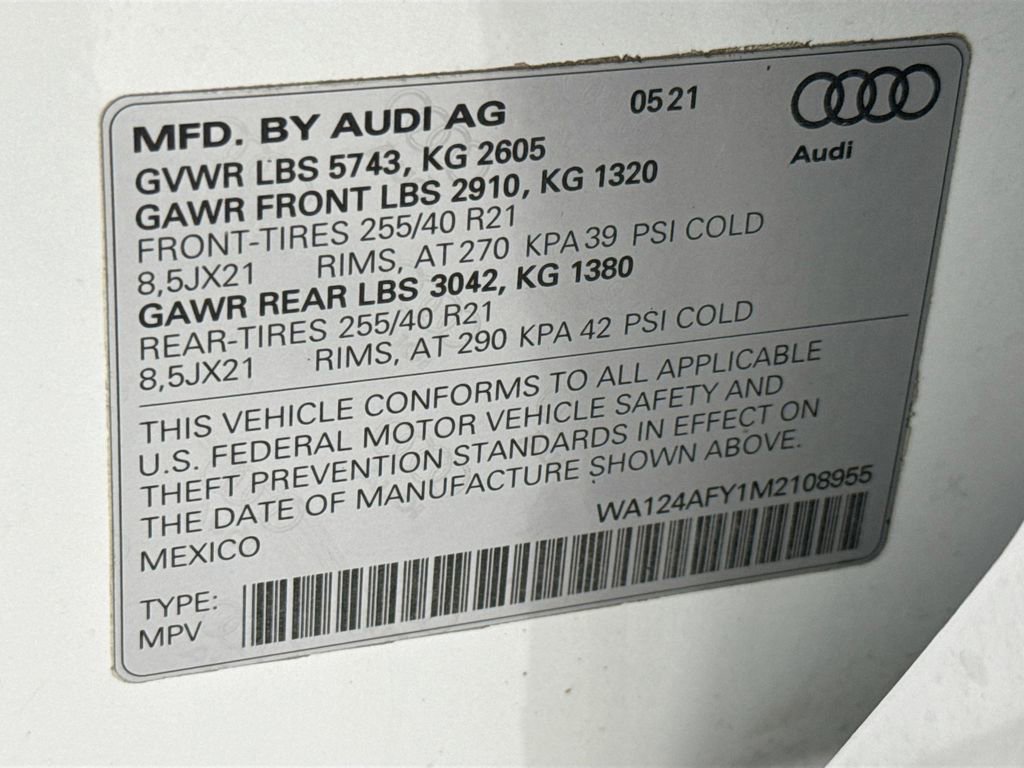 MFD. BY AUDI AG 0521
GVWR LBS 5743, KG 2605
GAWR FRONT LBS 2910, KG 1320
FRONT-TIRES 255/40 R21
8,5JX21 RIMS, AT 270 KPA 39 PSI COLD
GAWR REAR LBS 3042, KG 1380
REAR-TIRES 255/40 R21
8,5JX21 RIMS, AT 290 KPA 42 PSI COLD
Audi
THIS VEHICLE CONFORMS TO ALL APPLICABLE
U.S. FEDERAL MOTOR VEHICLE SAFETY AND
THEFT PREVENTION STANDARDS IN EFFECT ON
THE DATE OF MANUFACTURE SHOWN ABOVE.
MEXICO WA124AFY1M2108955
TYPE:
MPV